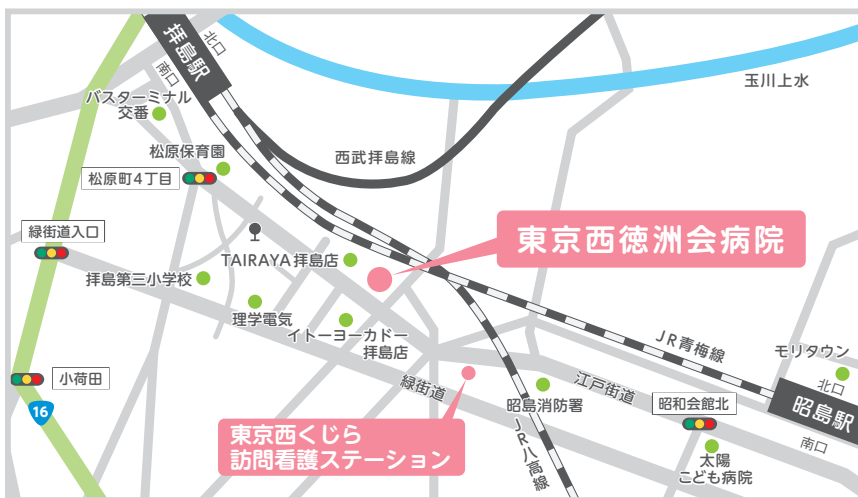 拝島駅
北口
南口
玉川上水
バスターミナル
交番
松原保育園
西武拝島線
松原町4丁目
緑街道入口
東京西徳洲会病院
TAIRAYA拝島店
拝島第三小学校
理学電気
イトーヨーカドー
拝島店
JR青梅線
モリタウン
小荷田
緑街道
江戸街道
北口
昭島駅
南口
16
昭島消防署
昭和会館北
東京西くじら
訪問看護ステーション
JR八高線
太陽
こども病院